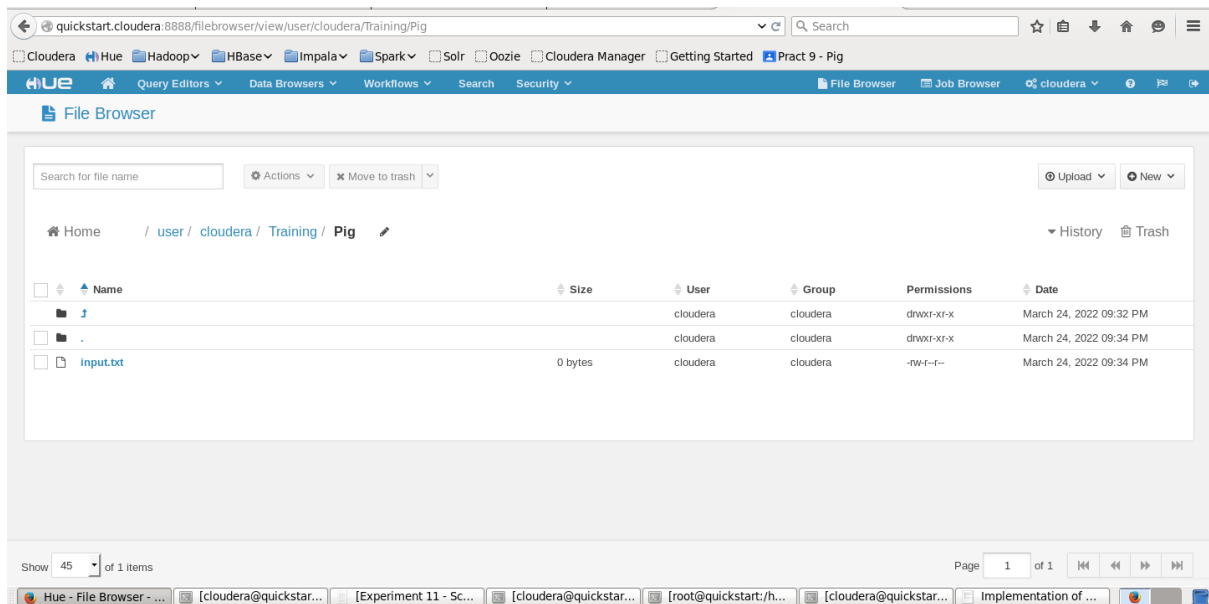 quickstart.cloudera:8888/filebrowser/view/user/cloudera/Training/Pig Search
Cloudera Hue Hadoop HBase Impala Spark Solr Oozie Cloudera Manager Getting Started Pract 9 - Pig
HUE Query Editors Data Browsers Workflows Search Security File Browser Job Browser cloudera
File Browser
Search for file name Actions Move to trash Upload New
Home / user / cloudera / Training / Pig History Trash
Name Size User Group Permissions Date
cloudera cloudera drwxr-xr-x March 24, 2022 09:32 PM
. cloudera cloudera drwxr-xr-x March 24, 2022 09:34 PM
input.txt 0 bytes cloudera cloudera -rw-r--r-- March 24, 2022 09:34 PM
Show 45 of 1 items Page 1 of 1
Hue - File Browser - ... [cloudera@quickstar... [Experiment 11 - Sc... [cloudera@quickstar... [root@quickstart:/h... [cloudera@quickstar... Implementation of ...